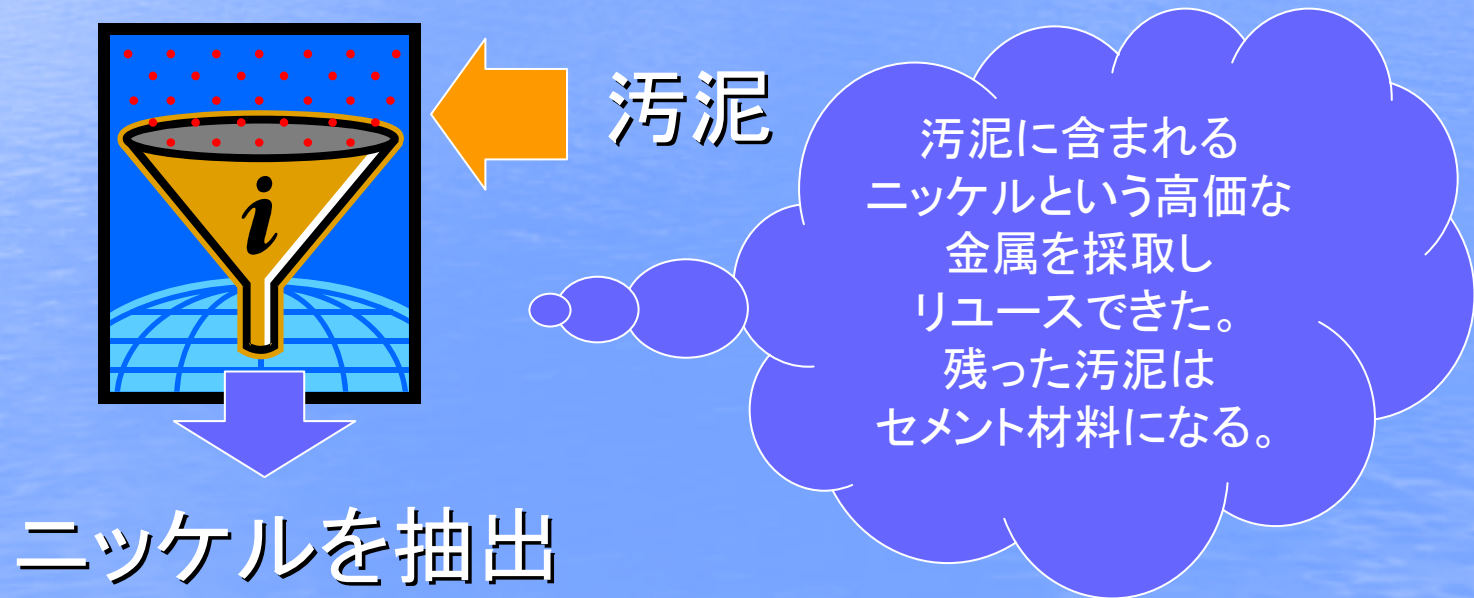 汚泥
汚泥に含まれる
ニッケルという高価な
金属を採取し
リユースできた。
残った汚泥は
セメント材料になる。
i
ニッケルを抽出